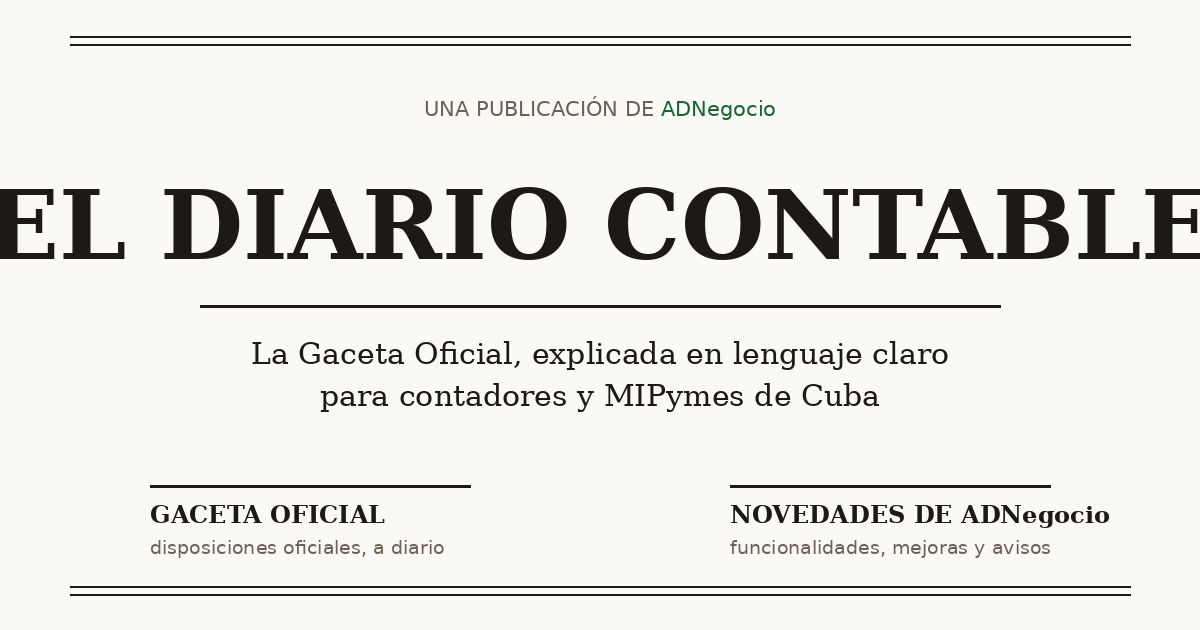 UNA PUBLICACIÓN DE ADNegocio
EL DIARIO CONTABLE
La Gaceta Oficial, explicada en lenguaje claro
para contadores y MIPymes de Cuba
GACETA OFICIAL
disposiciones oficiales, a diario
NOVEDADES DE ADNegocio
funcionalidades, mejoras y avisos